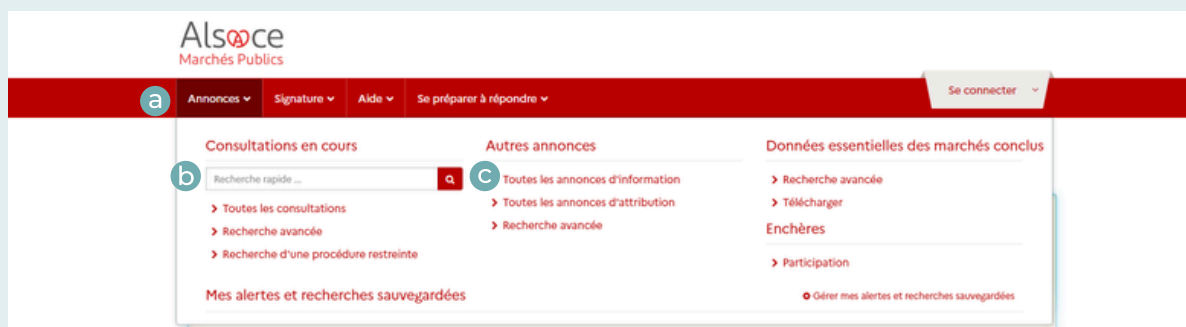 Alsace
Marchés Publics
Se connecter
a
Annonces
Signature
Aide
Se préparer à répondre
Consultations en cours
b
Recherche rapide ...
Toutes les consultations
Recherche avancée
Recherche d'une procédure restreinte
Autres annonces
c
Toutes les annonces d'information
Toutes les annonces d'attribution
Recherche avancée
Données essentielles des marchés conclus
Recherche avancée
Télécharger
Enchères
Participation
Mes alertes et recherches sauvegardées
Gérer mes alertes et recherches sauvegardées